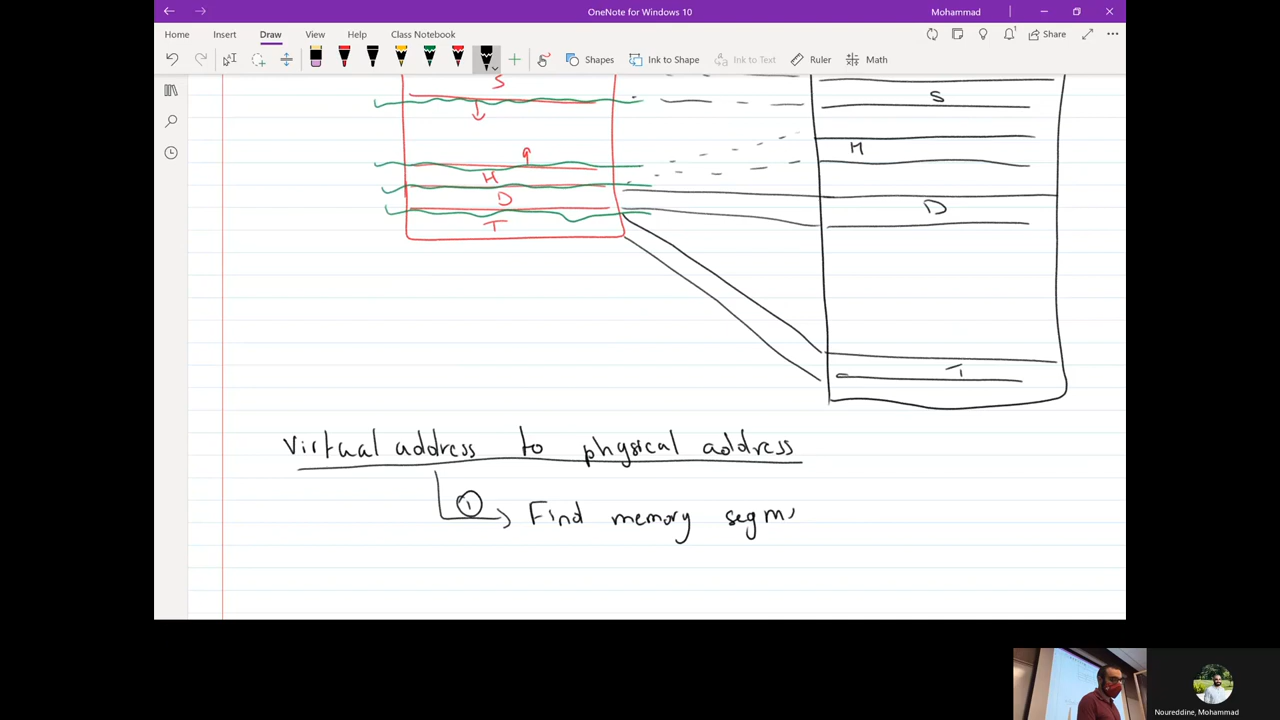 OneNote for Windows 10
Mohammad
Home Insert Draw View Help Class Notebook
Share
Shapes Ink to Shape Ink to Text Ruler Math
S
S
H
H
D
D
T
T
Virtual address to physical address
1 Find memory segm
Noureddine, Mohammad